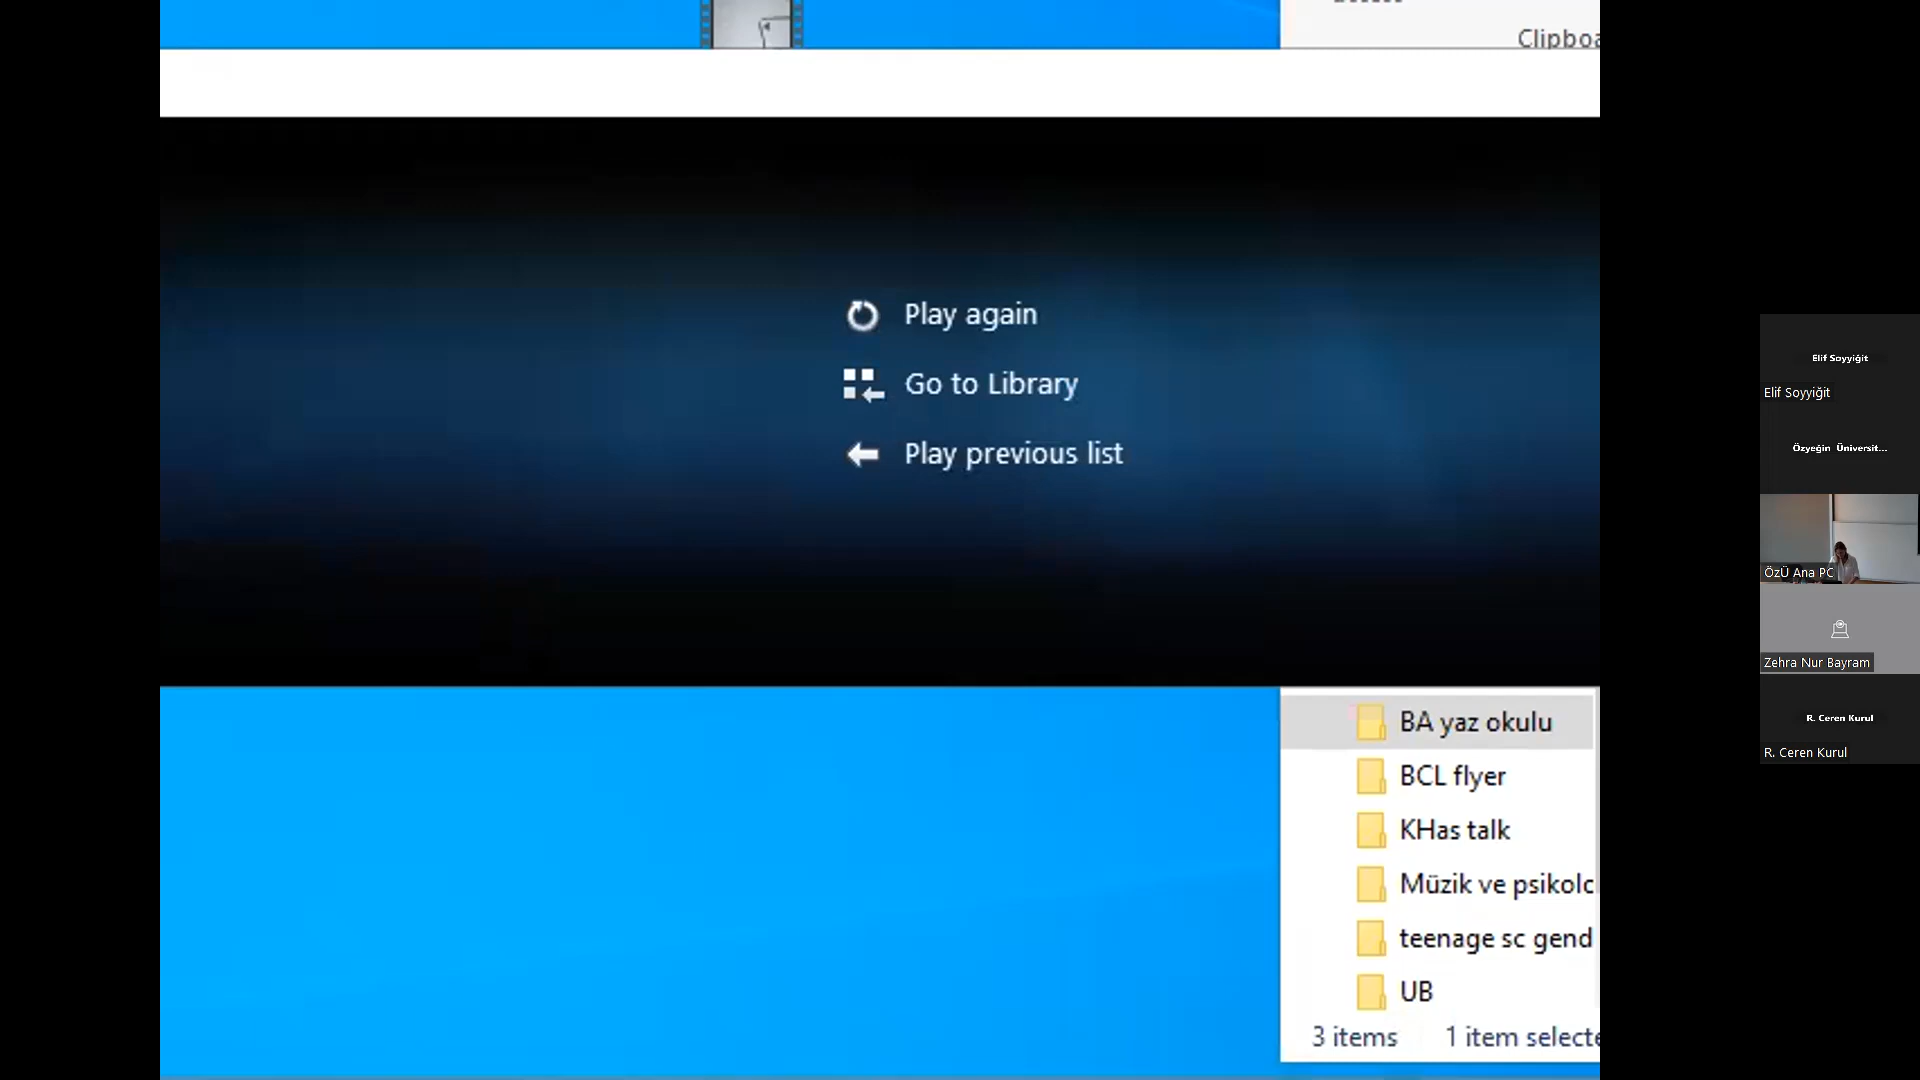 Clipboa
Play again
Go to Library
Play previous list
BA yaz okulu
BCL flyer
KHas talk
Müzik ve psikolc
teenage sc gend
UB
3 items 1 item selecte
Elif Soyyiğit
Elif Soyyiğit
Özyeğin Üniversit...
ÖzÜ Ana PC
Zehra Nur Bayram
R. Ceren Kurul
R. Ceren Kurul